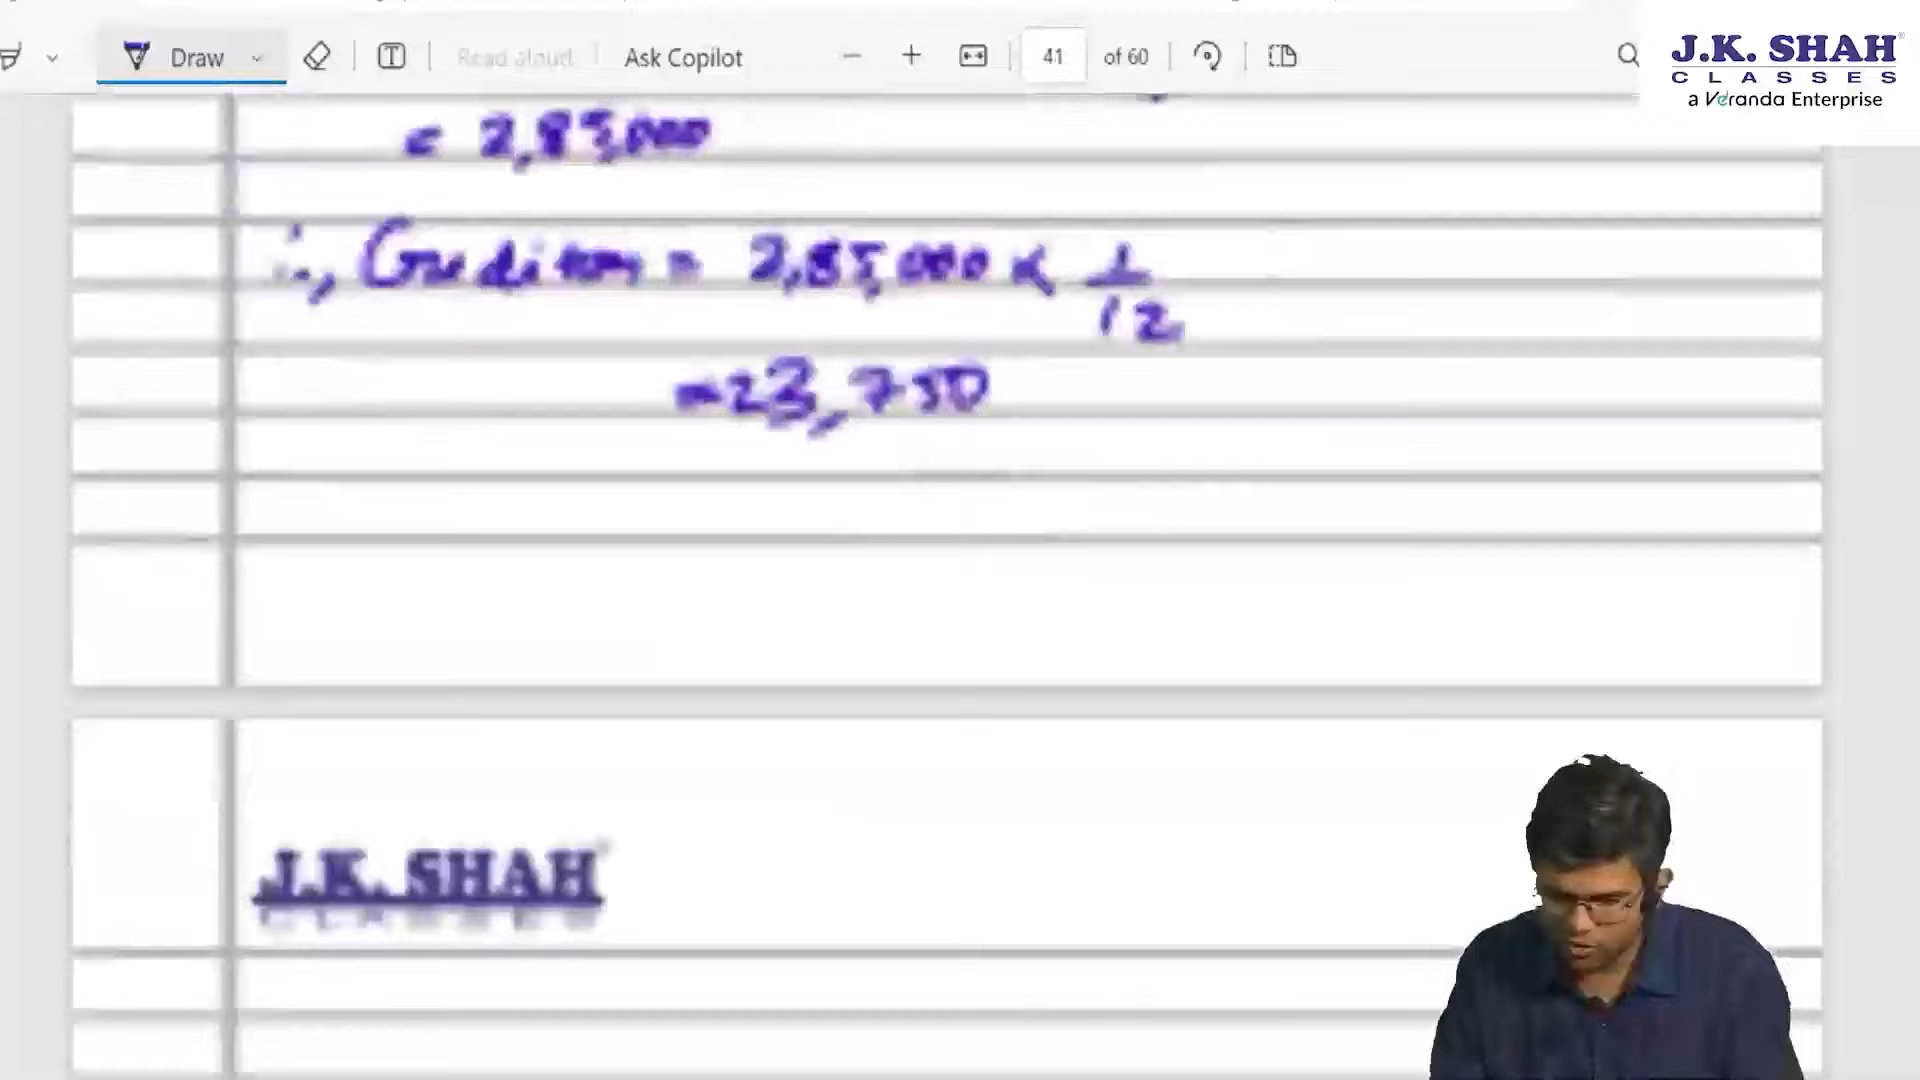 Draw
Read aloud
Ask Copilot
41 of 60
J.K. SHAH
CLASSES
a Veranda Enterprise
= 2,85,000
∴, Creditors = 2,85,000 × 1/12
= 23,750
J.K. SHAH
CLASSES